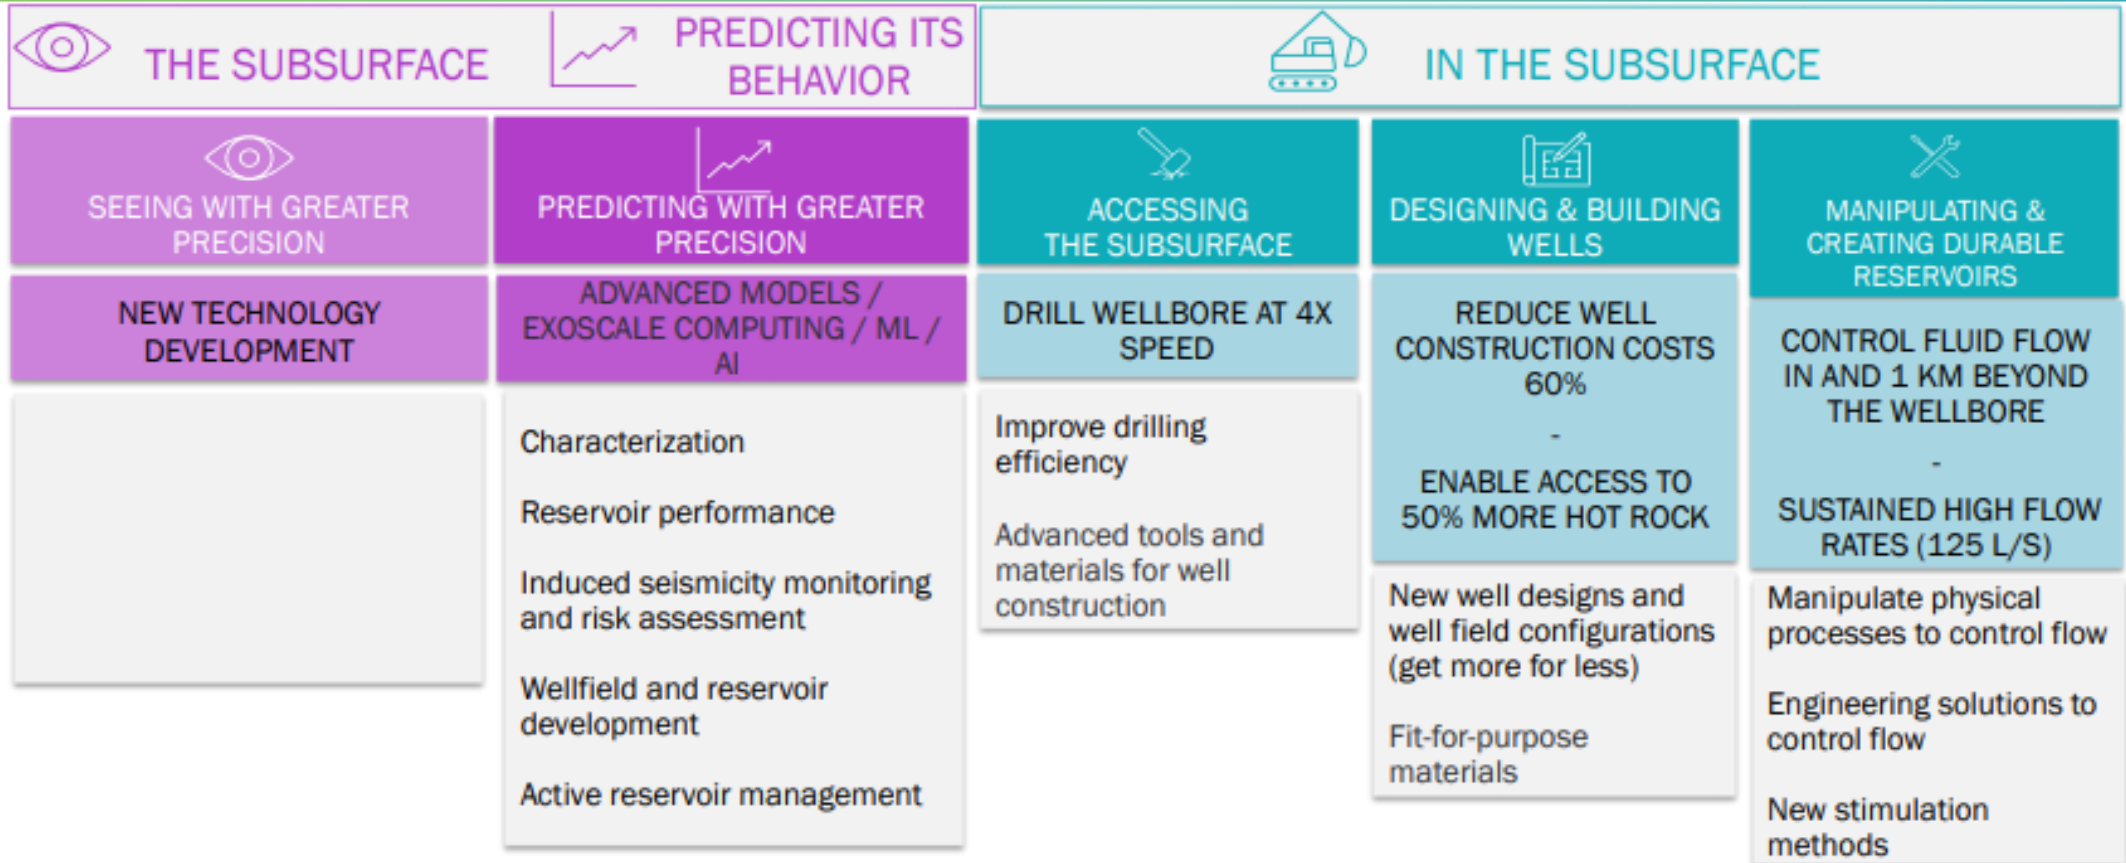 THE SUBSURFACE
PREDICTING ITS
BEHAVIOR
IN THE SUBSURFACE
SEEING WITH GREATER
PRECISION
NEW TECHNOLOGY
DEVELOPMENT
PREDICTING WITH GREATER
PRECISION
ADVANCED MODELS /
EXOSCALE COMPUTING / ML /
AI
Characterization
Reservoir performance
Induced seismicity monitoring
and risk assessment
Wellfield and reservoir
development
Active reservoir management
ACCESSING
THE SUBSURFACE
DRILL WELLBORE AT 4X
SPEED
Improve drilling
efficiency
Advanced tools and
materials for well
construction
DESIGNING & BUILDING
WELLS
REDUCE WELL
CONSTRUCTION COSTS
60%
-
ENABLE ACCESS TO
50% MORE HOT ROCK
New well designs and
well field configurations
(get more for less)
Fit-for-purpose
materials
MANIPULATING &
CREATING DURABLE
RESERVOIRS
CONTROL FLUID FLOW
IN AND 1 KM BEYOND
THE WELLBORE
-
SUSTAINED HIGH FLOW
RATES (125 L/S)
Manipulate physical
processes to control flow
Engineering solutions to
control flow
New stimulation
methods